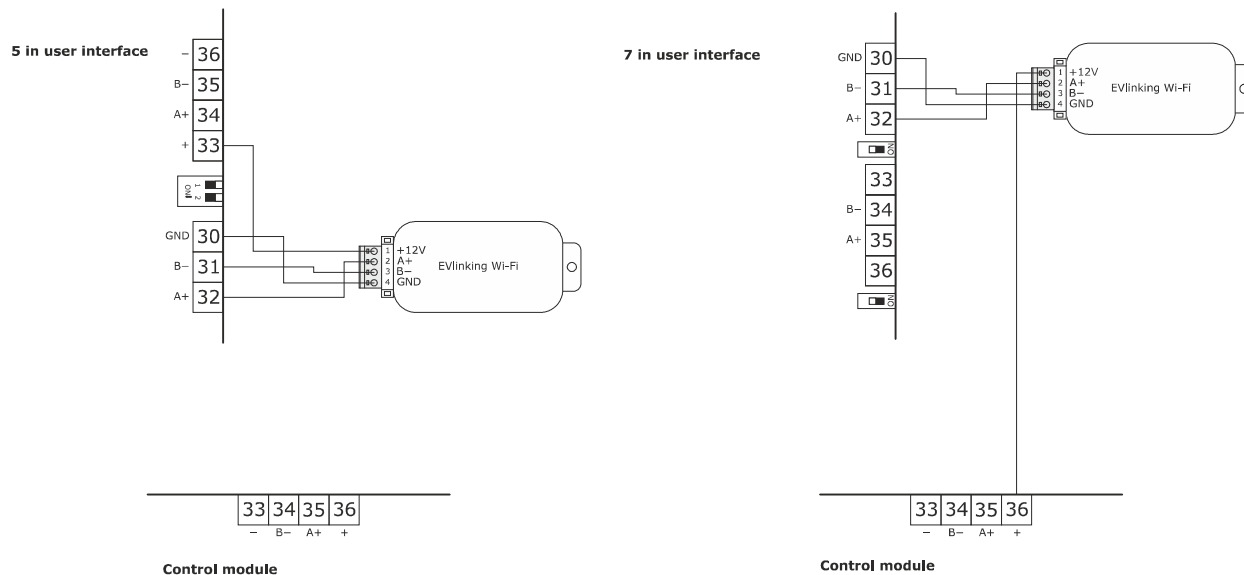 5 in user interface
- 36
B- 35
A+ 34
+ 33
1
2
ON
GND 30
B- 31
A+ 32
1 +12V
2 A+
3 B-
4 GND
EVlinking Wi-Fi
33 34 35 36
- B- A+ +
Control module
7 in user interface
GND 30
B- 31
A+ 32
ON
33
B- 34
A+ 35
36
ON
1 +12V
2 A+
3 B-
4 GND
EVlinking Wi-Fi
33 34 35 36
- B- A+ +
Control module